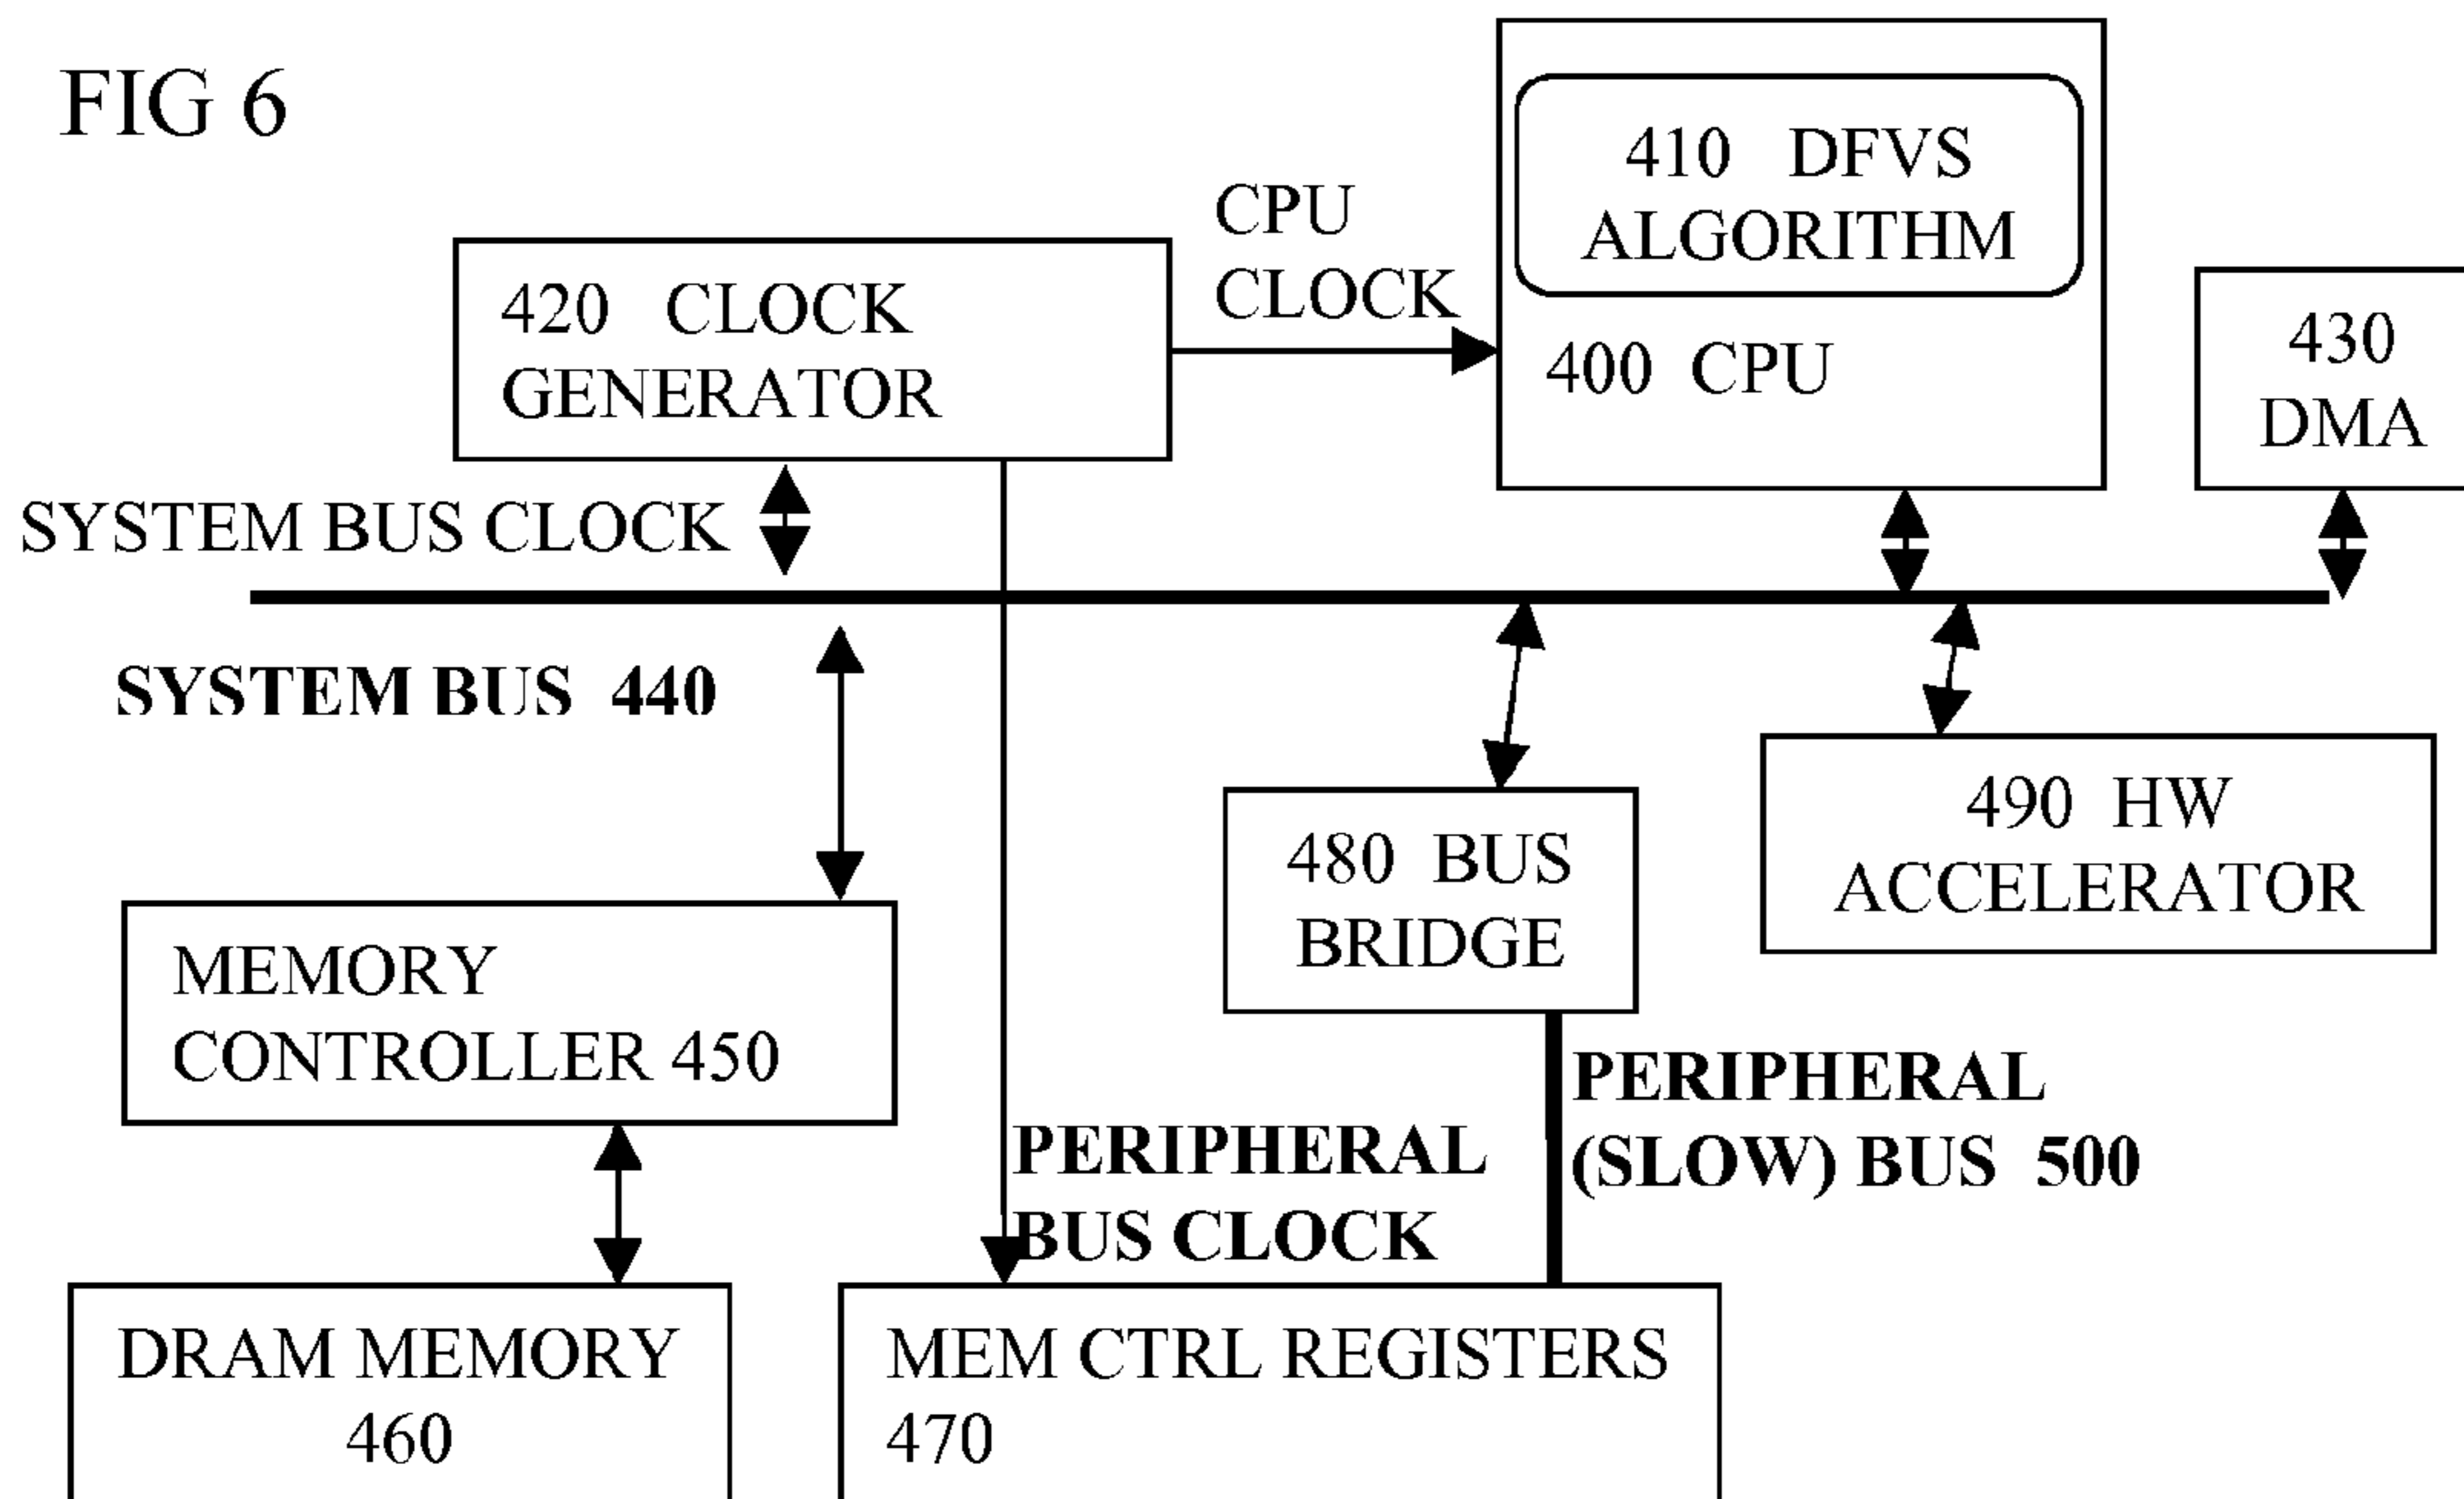 FIG 6
410 DFVS
ALGORITHM
400 CPU
CPU
CLOCK
420 CLOCK
GENERATOR
430
DMA
SYSTEM BUS CLOCK
SYSTEM BUS 440
480 BUS
BRIDGE
490 HW
ACCELERATOR
MEMORY
CONTROLLER 450
PERIPHERAL
(SLOW) BUS 500
PERIPHERAL
BUS CLOCK
DRAM MEMORY
460
MEM CTRL REGISTERS
470